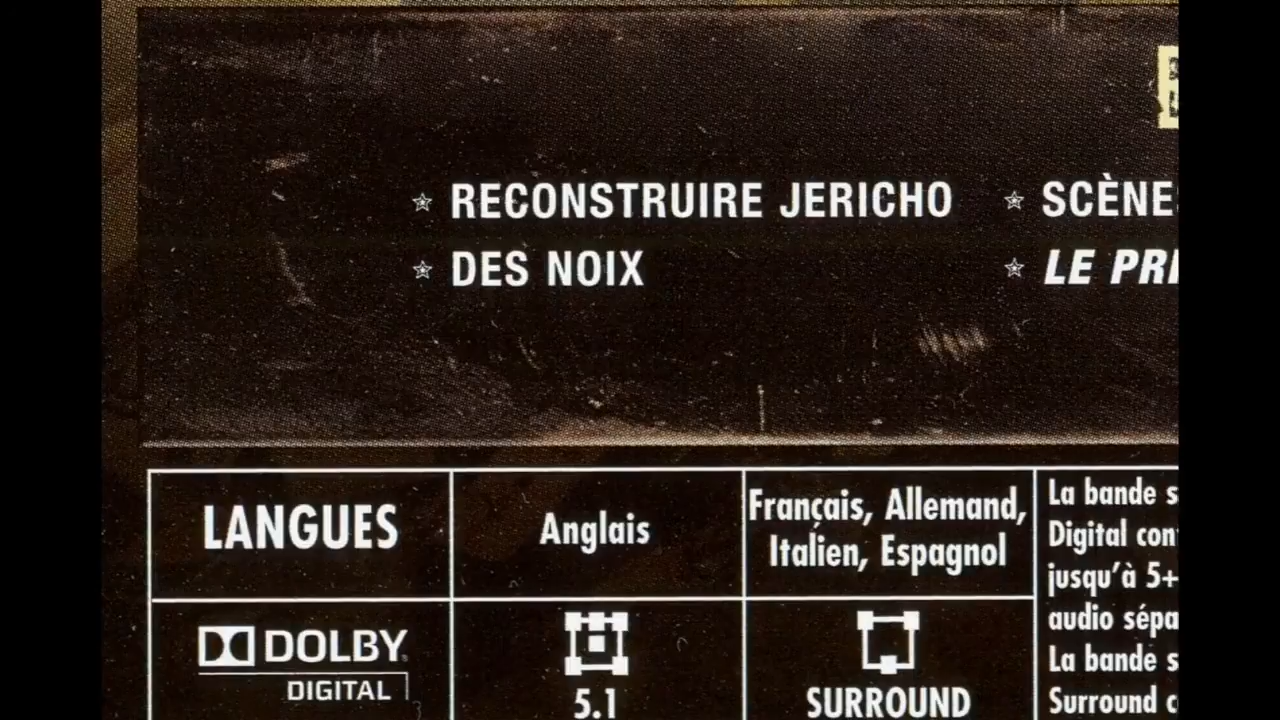 RECONSTRUIRE JERICHO
SCÈNE
DES NOIX
LE PRI
LANGUES
Anglais
Français, Allemand,
Italien, Espagnol
La bande s
Digital con
jusqu'à 5+
audio sépa
La bande s
Surround c
DOLBY
DIGITAL
5.1
SURROUND